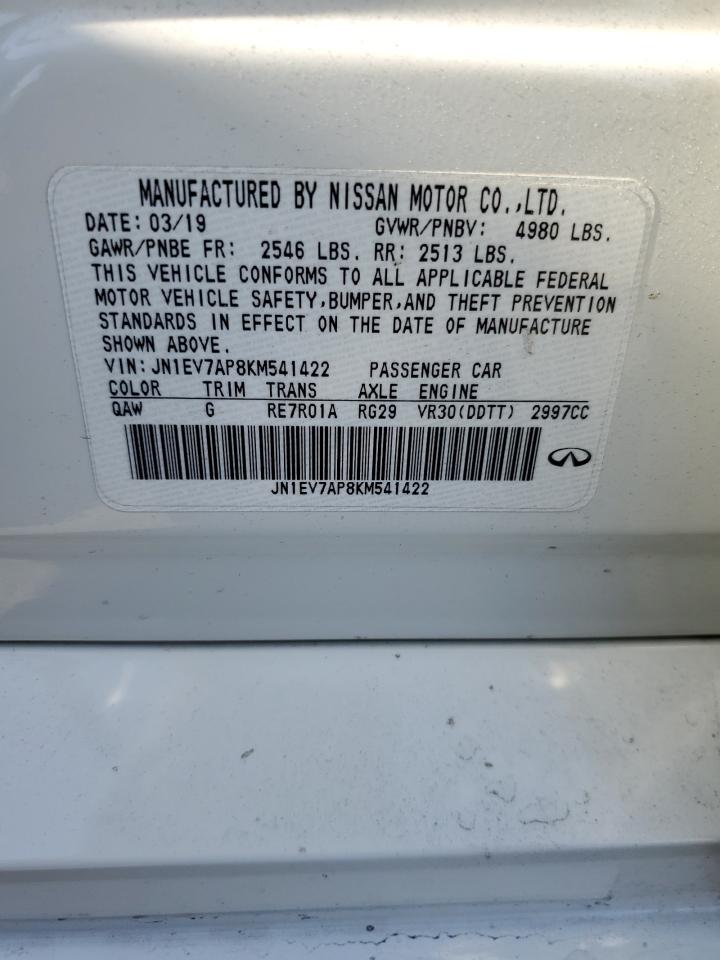 MANUFACTURED BY NISSAN MOTOR CO.,LTD.
DATE: 03/19 GVWR/PNBV: 4980 LBS.
GAWR/PNBE FR: 2546 LBS. RR: 2513 LBS.
THIS VEHICLE CONFORMS TO ALL APPLICABLE FEDERAL
MOTOR VEHICLE SAFETY,BUMPER,AND THEFT PREVENTION
STANDARDS IN EFFECT ON THE DATE OF MANUFACTURE
SHOWN ABOVE.
VIN: JN1EV7AP8KM541422 PASSENGER CAR
COLOR TRIM TRANS AXLE ENGINE
QAW G RE7R01A RG29 VR30(DDTT) 2997CC
JN1EV7AP8KM541422